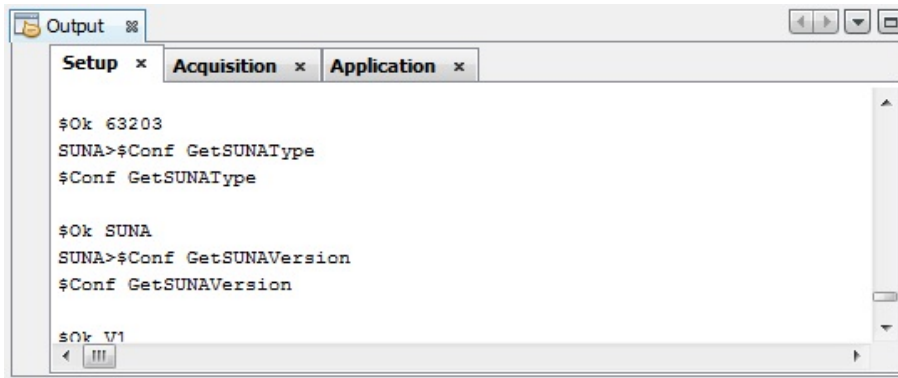 Output
Setup Acquisition Application
$Ok 63203
SUNA>$Conf GetSUNAType
$Conf GetSUNAType
$Ok SUNA
SUNA>$Conf GetSUNAVersion
$Conf GetSUNAVersion
$Ok V1